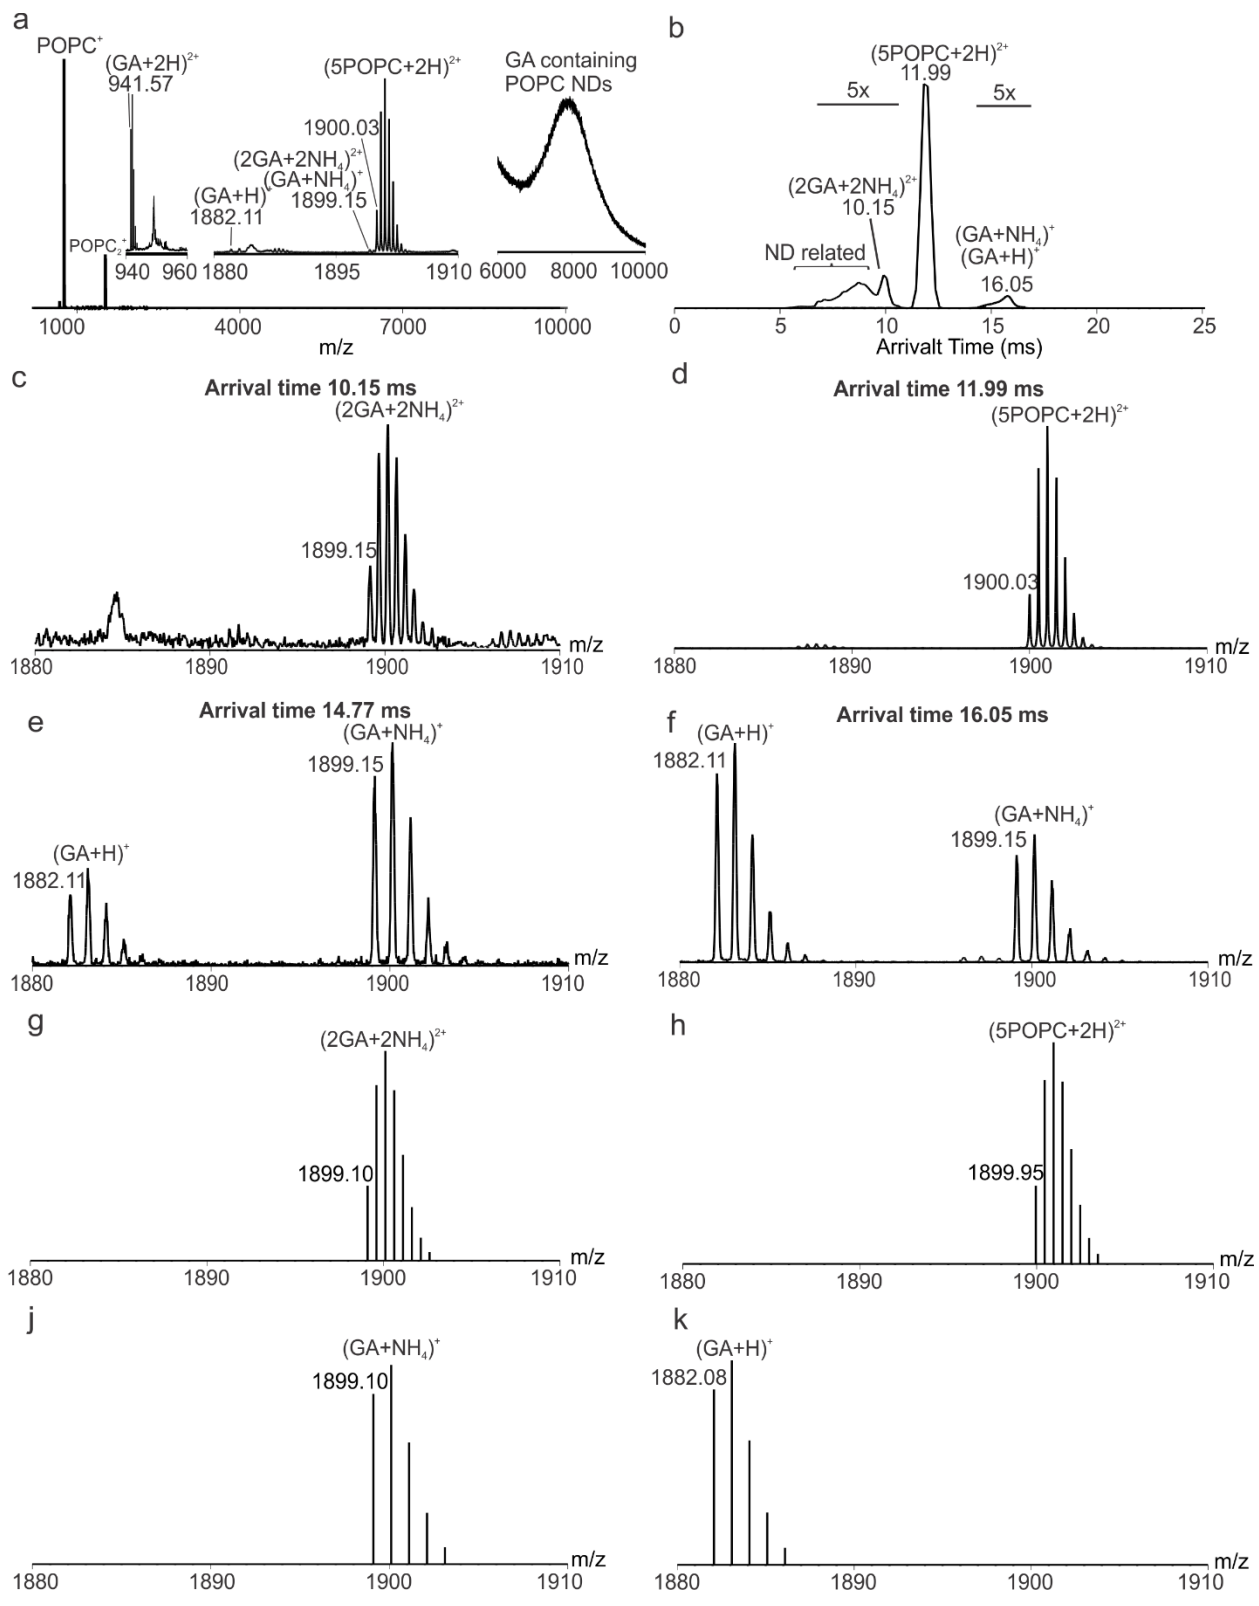 a
POPC⁺
(GA+2H)²⁺
941.57
(5POPC+2H)²⁺
GA containing
POPC NDs
1900.03
(2GA+2NH₄)²⁺
(GA+NH₄)⁺
1899.15
(GA+H)⁺
1882.11
POPC₂⁺
940 960 1880 1895 1910 6000 8000 10000
1000 4000 7000 10000
m/z
b
(5POPC+2H)²⁺
11.99
5x 5x
(2GA+2NH₄)²⁺
10.15
ND related
(GA+NH₄)⁺
(GA+H)⁺
16.05
0 5 10 15 20 25
Arrivalt Time (ms)
c
Arrival time 10.15 ms
(2GA+2NH₄)²⁺
1899.15
m/z
1880 1890 1900 1910
d
Arrival time 11.99 ms
(5POPC+2H)²⁺
1900.03
m/z
1880 1890 1900 1910
e
Arrival time 14.77 ms
(GA+NH₄)⁺
1899.15
(GA+H)⁺
1882.11
m/z
1880 1890 1900 1910
f
Arrival time 16.05 ms
(GA+H)⁺
1882.11
(GA+NH₄)⁺
1899.15
m/z
1880 1890 1900 1910
g
(2GA+2NH₄)²⁺
1899.10
m/z
1880 1890 1900 1910
h
(5POPC+2H)²⁺
1899.95
m/z
1880 1890 1900 1910
j
(GA+NH₄)⁺
1899.10
m/z
1880 1890 1900 1910
k
(GA+H)⁺
1882.08
m/z
1880 1890 1900 1910